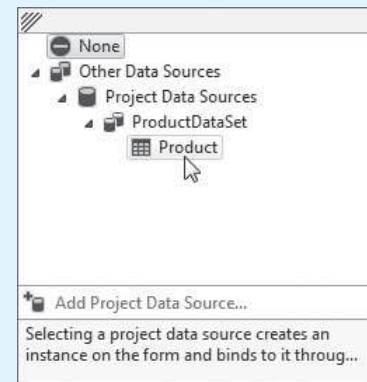 None
Other Data Sources
Project Data Sources
ProductDataSet
Product
Add Project Data Source...
Selecting a project data source creates an
instance on the form and binds to it throug...